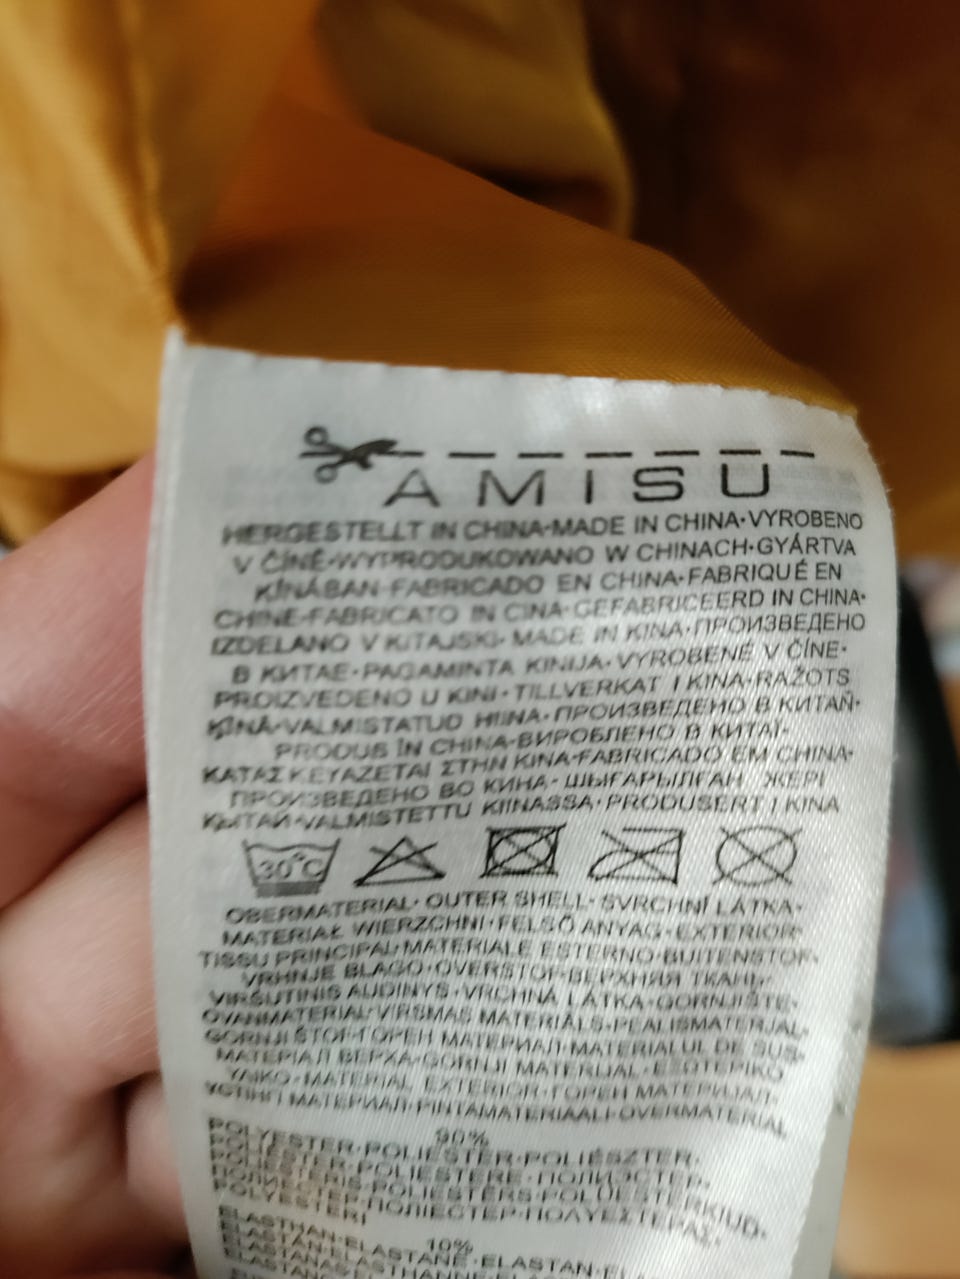 AMISU
HERGESTELLT IN CHINA·MADE IN CHINA·VYROBENO
V ČÍNĚ·WYPRODUKOWANO W CHINACH·GYÁRTVA
KÍNÁBAN·FABRICADO EN CHINA·FABRIQUÉ EN
CHINE·FABRICATO IN CINA·GEFABRICEERD IN CHINA·
IZDELANO V KITAJSKI· MADE IN KINA·ПРОИЗВЕДЕНО
В КИТАЕ·PAGAMINTA KINIJA·VYROBENÉ V ČÍNE·
PROIZVEDENO U KINI·TILLVERKAT I KINA·RAŽOTS
ĶĪNĀ·VALMISTATUD HIINA·ПРОИЗВЕДЕНО В КИТАЙ·
PRODUS ÎN CHINA·ВИРОБЛЕНО В КИТАЇ·
ΚΑΤΑΣΚΕΥΑΖΕΤΑΙ ΣΤΗΝ ΚΙΝΑ·FABRICADO EM CHINA·
ПРОИЗВЕДЕНО ВО КИНА·ШЫҒАРЫЛҒАН ЖЕРІ
ҚЫТАЙ·VALMISTETTU KIINASSA·PRODUSERT I KINA
30°C
OBERMATERIAL·OUTER SHELL·SVRCHNÍ LÁTKA·
MATERIAŁ WIERZCHNI·FELSŐ ANYAG·EXTERIOR·
TISSU PRINCIPAL·MATERIALE ESTERNO·BUITENSTOF·
VRHNJE BLAGO·OVERSTOF·ВЕРХНЯЯ ТКАНЬ·
VIRŠUTINIS AUDINYS·VRCHNÁ LÁTKA·GORNJIŠTE·
OVANMATERIAL·VIRSMAS MATERIĀLS·PEALISMATERJAL·
GORNJI ŠTOF·ГОРЕН МАТЕРИАЛ·MATERIALUL DE SUS·
МАТЕРІАЛ ВЕРХА·GORNJI MATERIJAL·ΕΞΩΤΕΡΙΚΟ
ΥΛΙΚΟ·MATERIAL EXTERIOR·ГОРЕН МАТЕРИЈАЛ·
ҮСТІҢГІ МАТЕРИАЛ·PINTAMATERIAALI·OVERMATERIAL
90%
POLYESTER·POLIÉSTER·POLIÉSZTER·
POLIESTER·POLIESTERE·ПОЛИЭСТЕР·
POLIESTERIS·POLIESTERS·POLÜESTERKIUD·
POLYESTERI
ПОЛІЕСТЕР·ΠΟΛΥΕΣΤΕΡΑΣ·
10%
ELASTHAN·ELASTANE·ELASTAN·